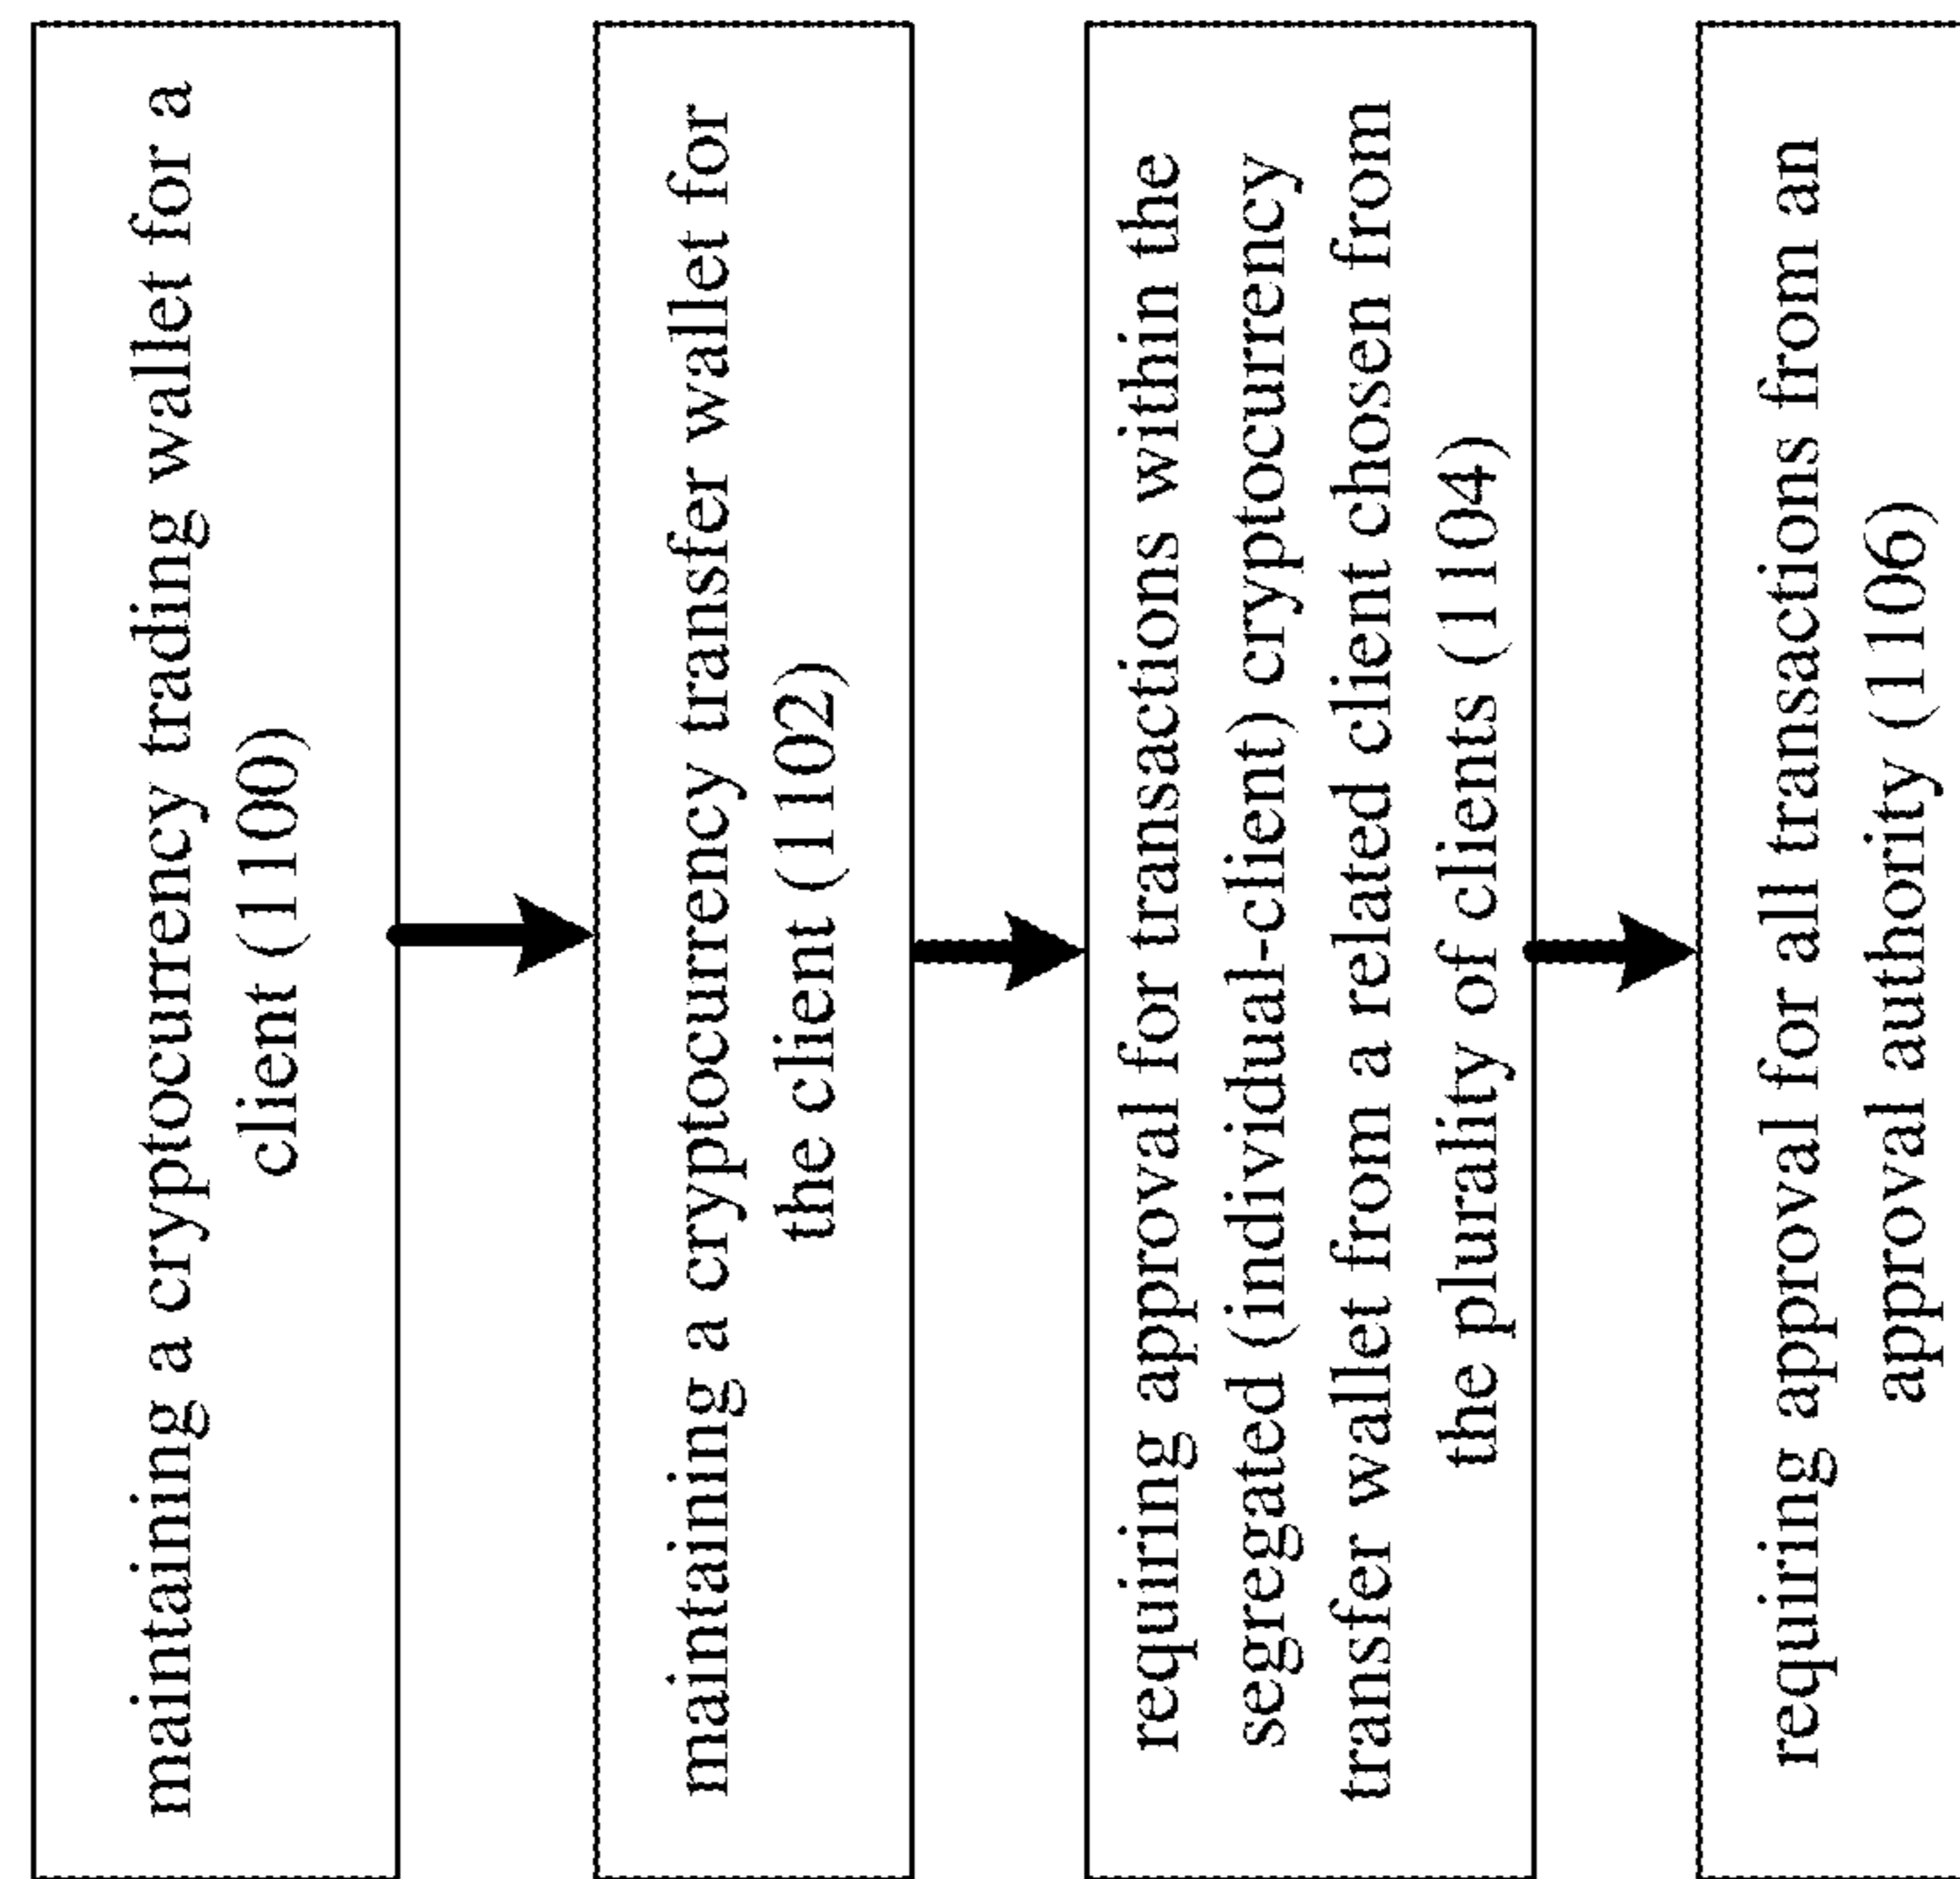 maintaining a cryptocurrency trading wallet for a
client (1100)
maintaining a cryptocurrency transfer wallet for
the client (1102)
requiring approval for transactions within the
segregated (individual-client) cryptocurrency
transfer wallet from a related client chosen from
the plurality of clients (1104)
requiring approval for all transactions from an
approval authority (1106)